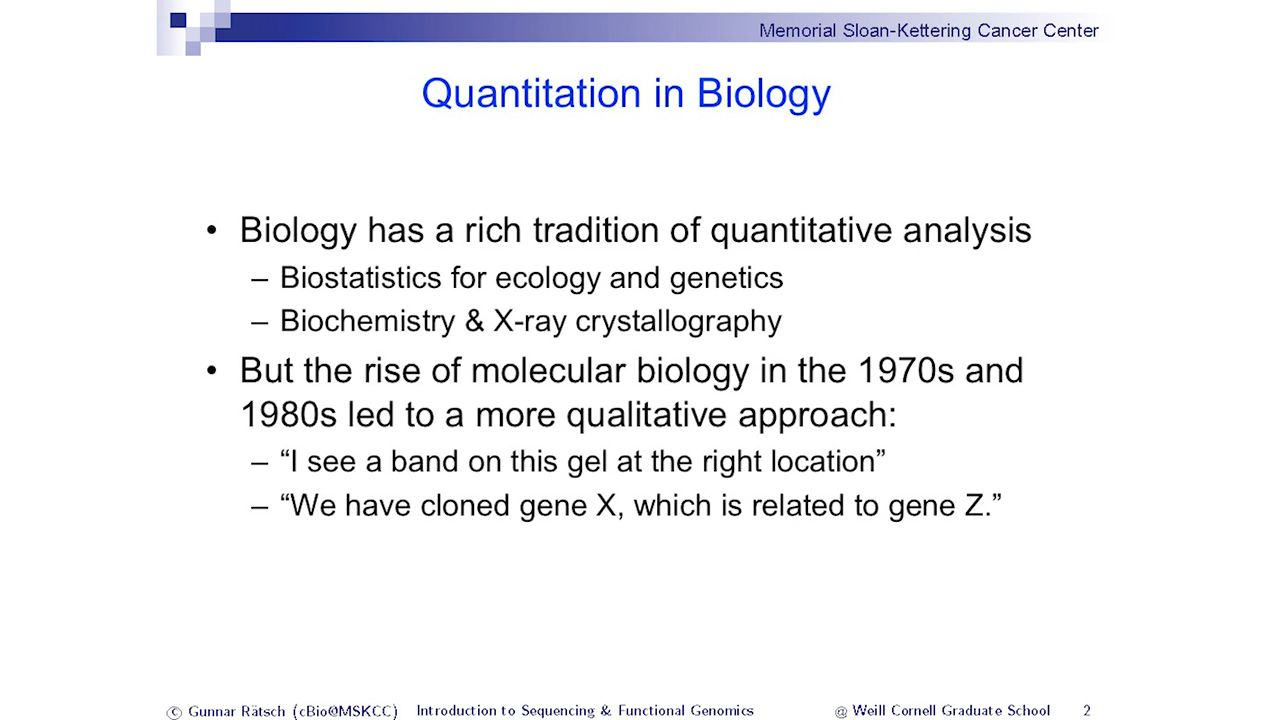 Memorial Sloan-Kettering Cancer Center
Quantitation in Biology
• Biology has a rich tradition of quantitative analysis
– Biostatistics for ecology and genetics
– Biochemistry & X-ray crystallography
• But the rise of molecular biology in the 1970s and
1980s led to a more qualitative approach:
– “I see a band on this gel at the right location”
– “We have cloned gene X, which is related to gene Z.”
© Gunnar Rätsch (cBio@MSKCC) Introduction to Sequencing & Functional Genomics @ Weill Cornell Graduate School 2